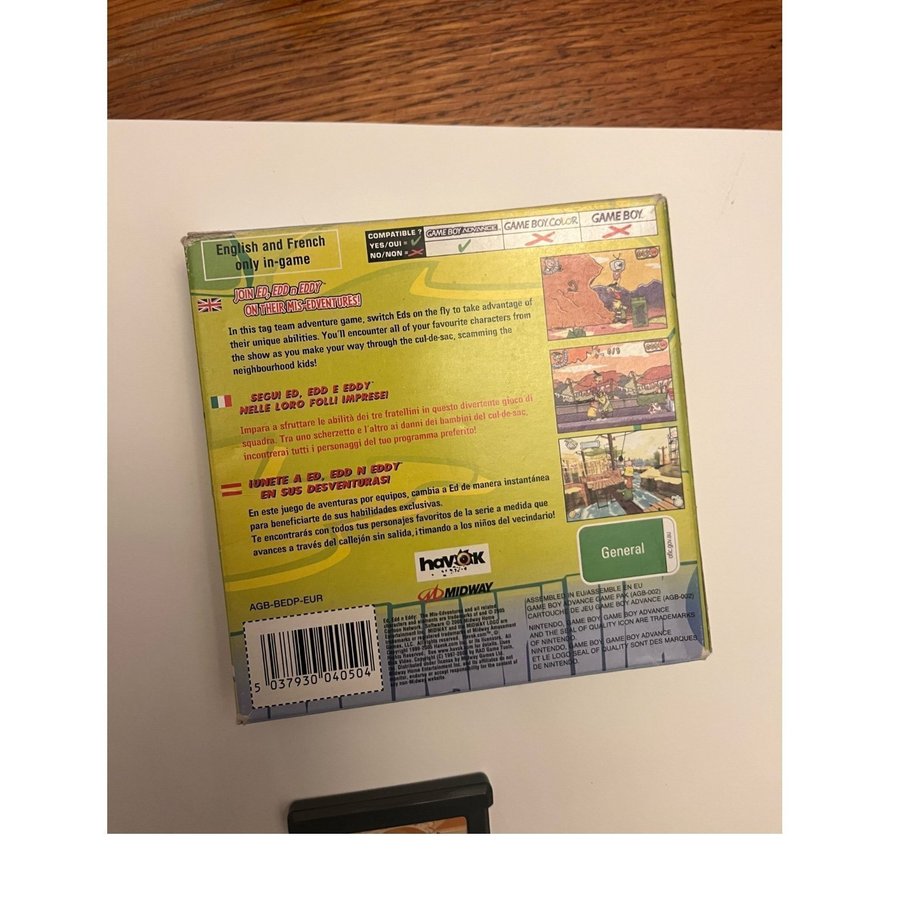 English and French
only in-game
COMPATIBLE ?
YES/OUI =
NO/NON =
GAME BOY ADVANCE
GAME BOY COLOR
GAME BOY
JOIN ED, EDD n EDDY™
ON THEIR MIS-EDVENTURES!
In this tag team adventure game, switch Eds on the fly to take advantage of
their unique abilities. You'll encounter all of your favourite characters from
the show as you make your way through the cul-de-sac, scamming the
neighbourhood kids!
SEGUI ED, EDD E EDDY™
NELLE LORO FOLLI IMPRESE!
Impara a sfruttare le abilità dei tre fratellini in questo divertente gioco di
squadra. Tra uno scherzetto e l'altro ai danni dei bambini del cul-de-sac,
incontrerai tutti i personaggi del tuo programma preferito!
¡ÚNETE A ED, EDD N EDDY™
EN SUS DESVENTURAS!
En este juego de aventuras por equipos, cambia a Ed de manera instantánea
para beneficiarte de sus habilidades exclusivas.
Te encontrarás con todos tus personajes favoritos de la serie a medida que
avances a través del callejón sin salida, ¡timando a los niños del vecindario!
General
havok
MIDWAY
AGB-BEDP-EUR
5 037930 040504
ASSEMBLED IN EU/ASSEMBLE EN EU
GAME BOY ADVANCE GAME PAK (AGB-002)
CARTOUCHE DE JEU GAME BOY ADVANCE (AGB-002)
NINTENDO, GAME BOY, GAME BOY ADVANCE
AND THE SEAL OF QUALITY ICON ARE TRADEMARKS
OF NINTENDO.
NINTENDO, GAME BOY, GAME BOY ADVANCE
ET LE LOGO SEAL OF QUALITY SONT DES MARQUES
DE NINTENDO.